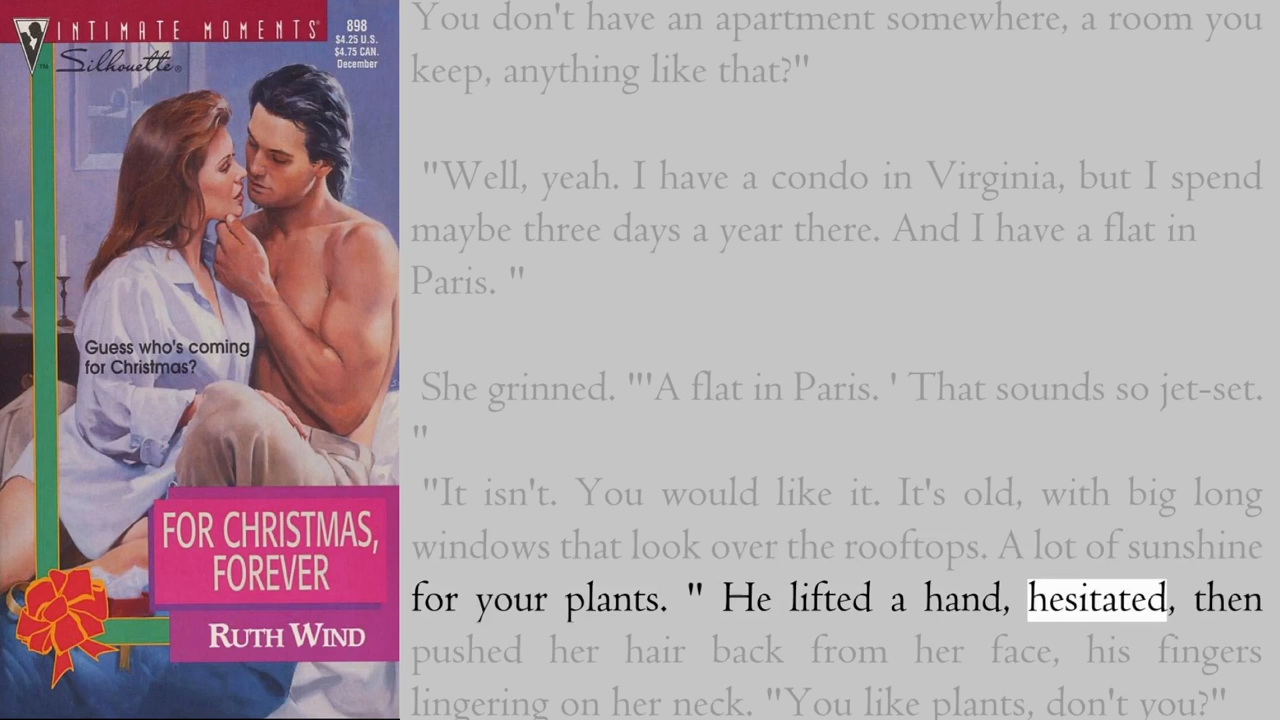 INTIMATE MOMENTS®
Silhouette®
898
$4.25 U.S.
$4.75 CAN.
December
TM
Guess who's coming
for Christmas?
FOR CHRISTMAS,
FOREVER
RUTH WIND
You don't have an apartment somewhere, a room you
keep, anything like that?"
"Well, yeah. I have a condo in Virginia, but I spend
maybe three days a year there. And I have a flat in
Paris. "
She grinned. "'A flat in Paris. ' That sounds so jet-set.
"
"It isn't. You would like it. It's old, with big long
windows that look over the rooftops. A lot of sunshine
for your plants. " He lifted a hand, hesitated, then
pushed her hair back from her face, his fingers
lingering on her neck. "You like plants, don't you?"